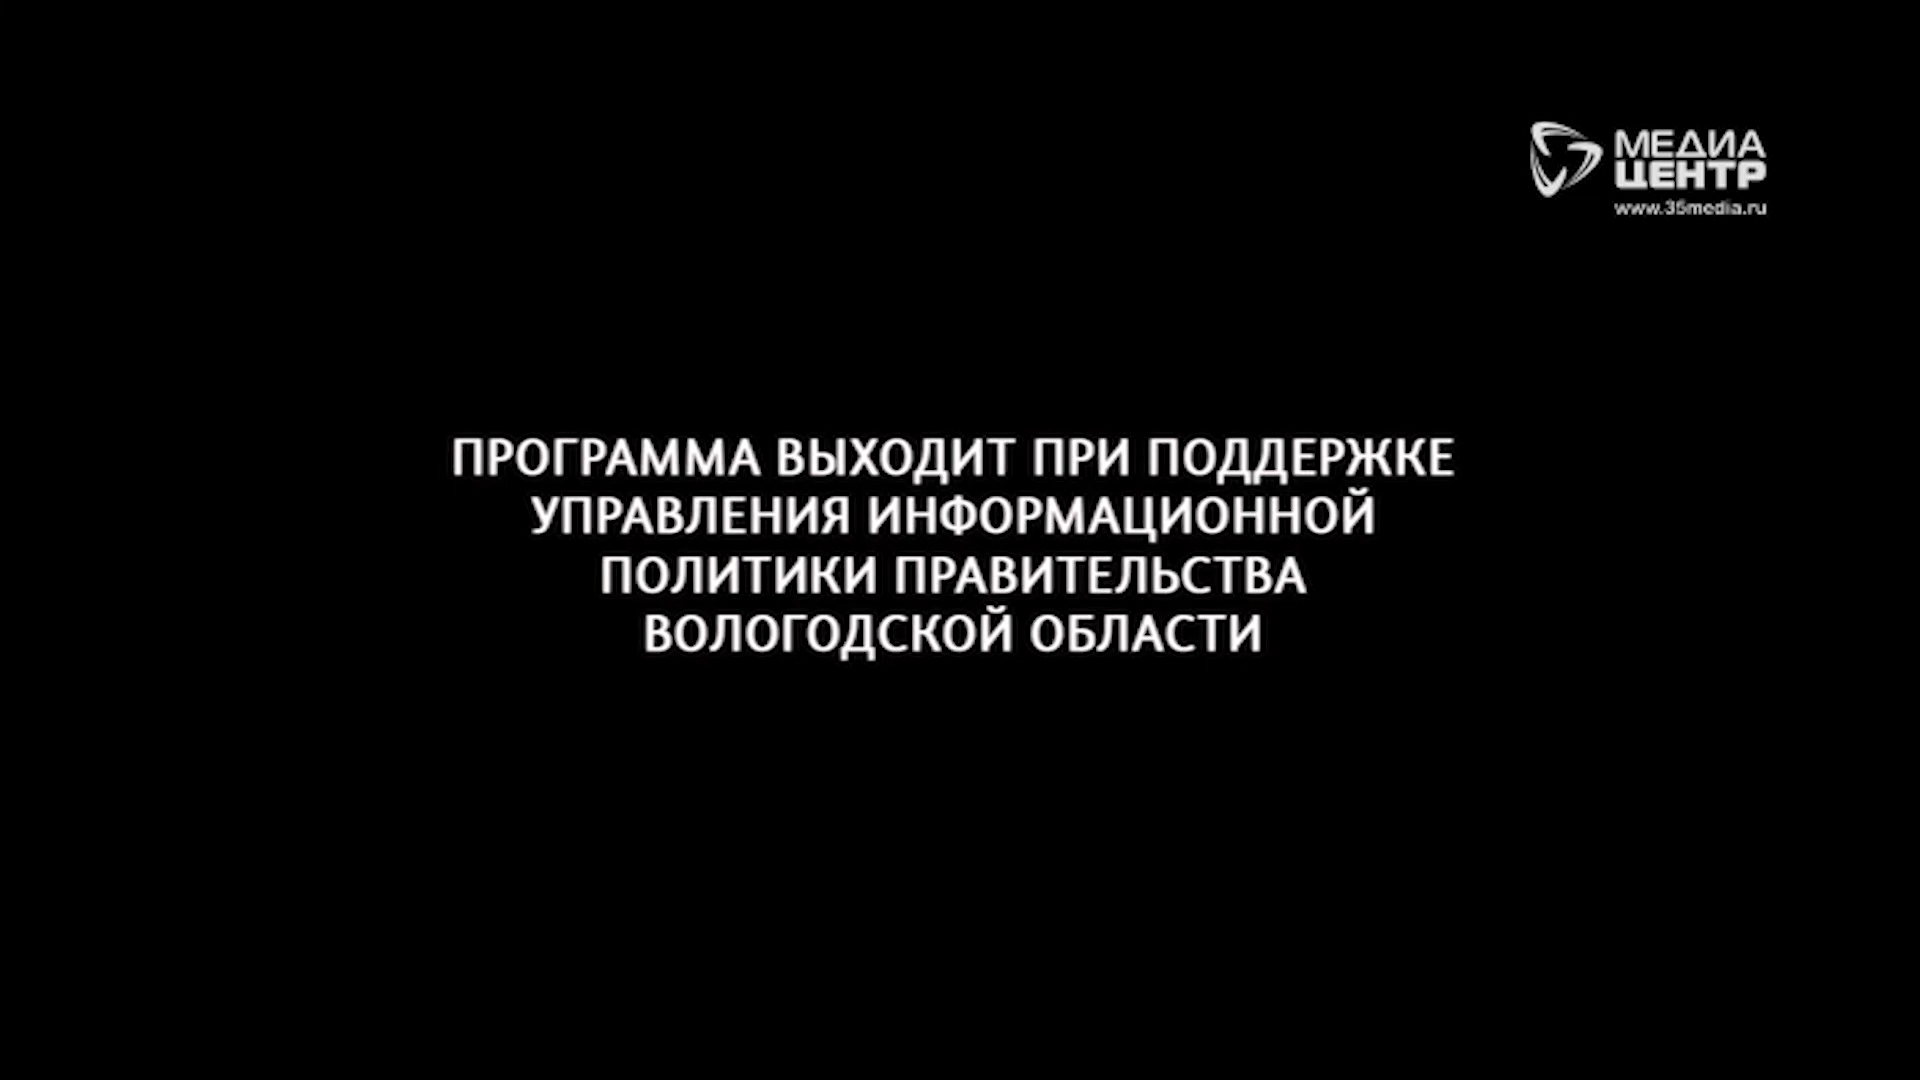 МЕДИА
ЦЕНТР
www.35media.ru
ПРОГРАММА ВЫХОДИТ ПРИ ПОДДЕРЖКЕ
УПРАВЛЕНИЯ ИНФОРМАЦИОННОЙ
ПОЛИТИКИ ПРАВИТЕЛЬСТВА
ВОЛОГОДСКОЙ ОБЛАСТИ